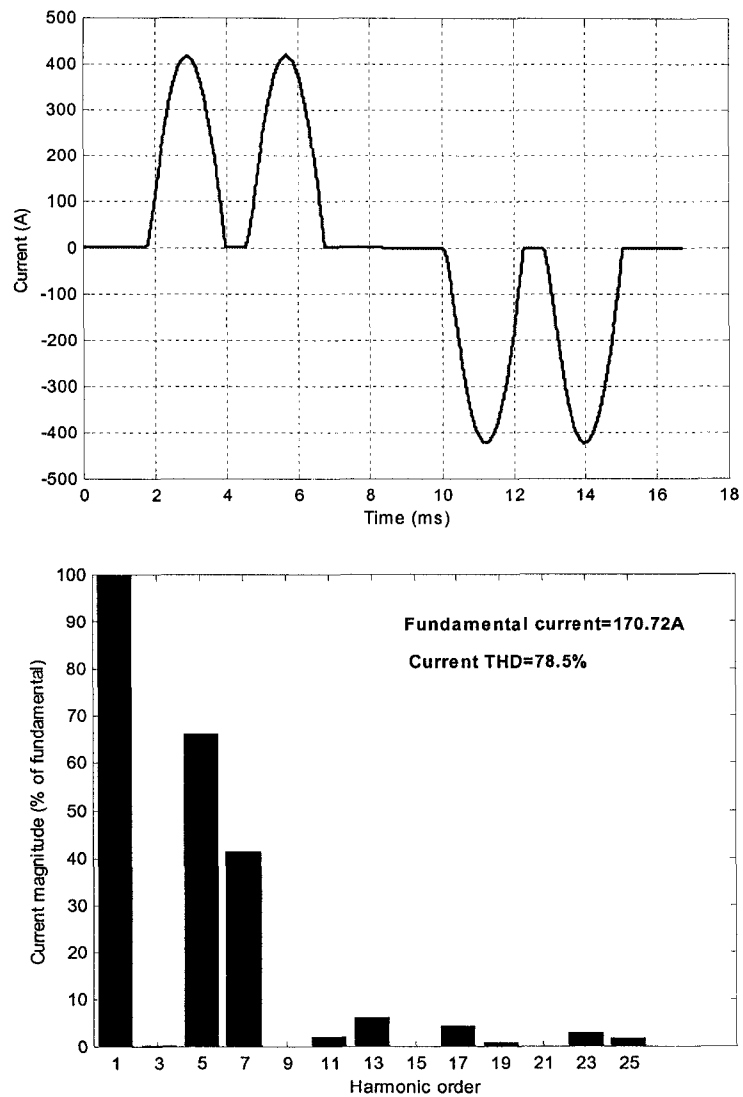 500
400
300
200
100
0
-100
-200
-300
-400
-500
Current (A)
0 2 4 6 8 10 12 14 16 18
Time (ms)
100
90
80
70
60
50
40
30
20
10
0
Current magnitude (% of fundamental)
Fundamental current=170.72A
Current THD=78.5%
1 3 5 7 9 11 13 15 17 19 21 23 25
Harmonic order